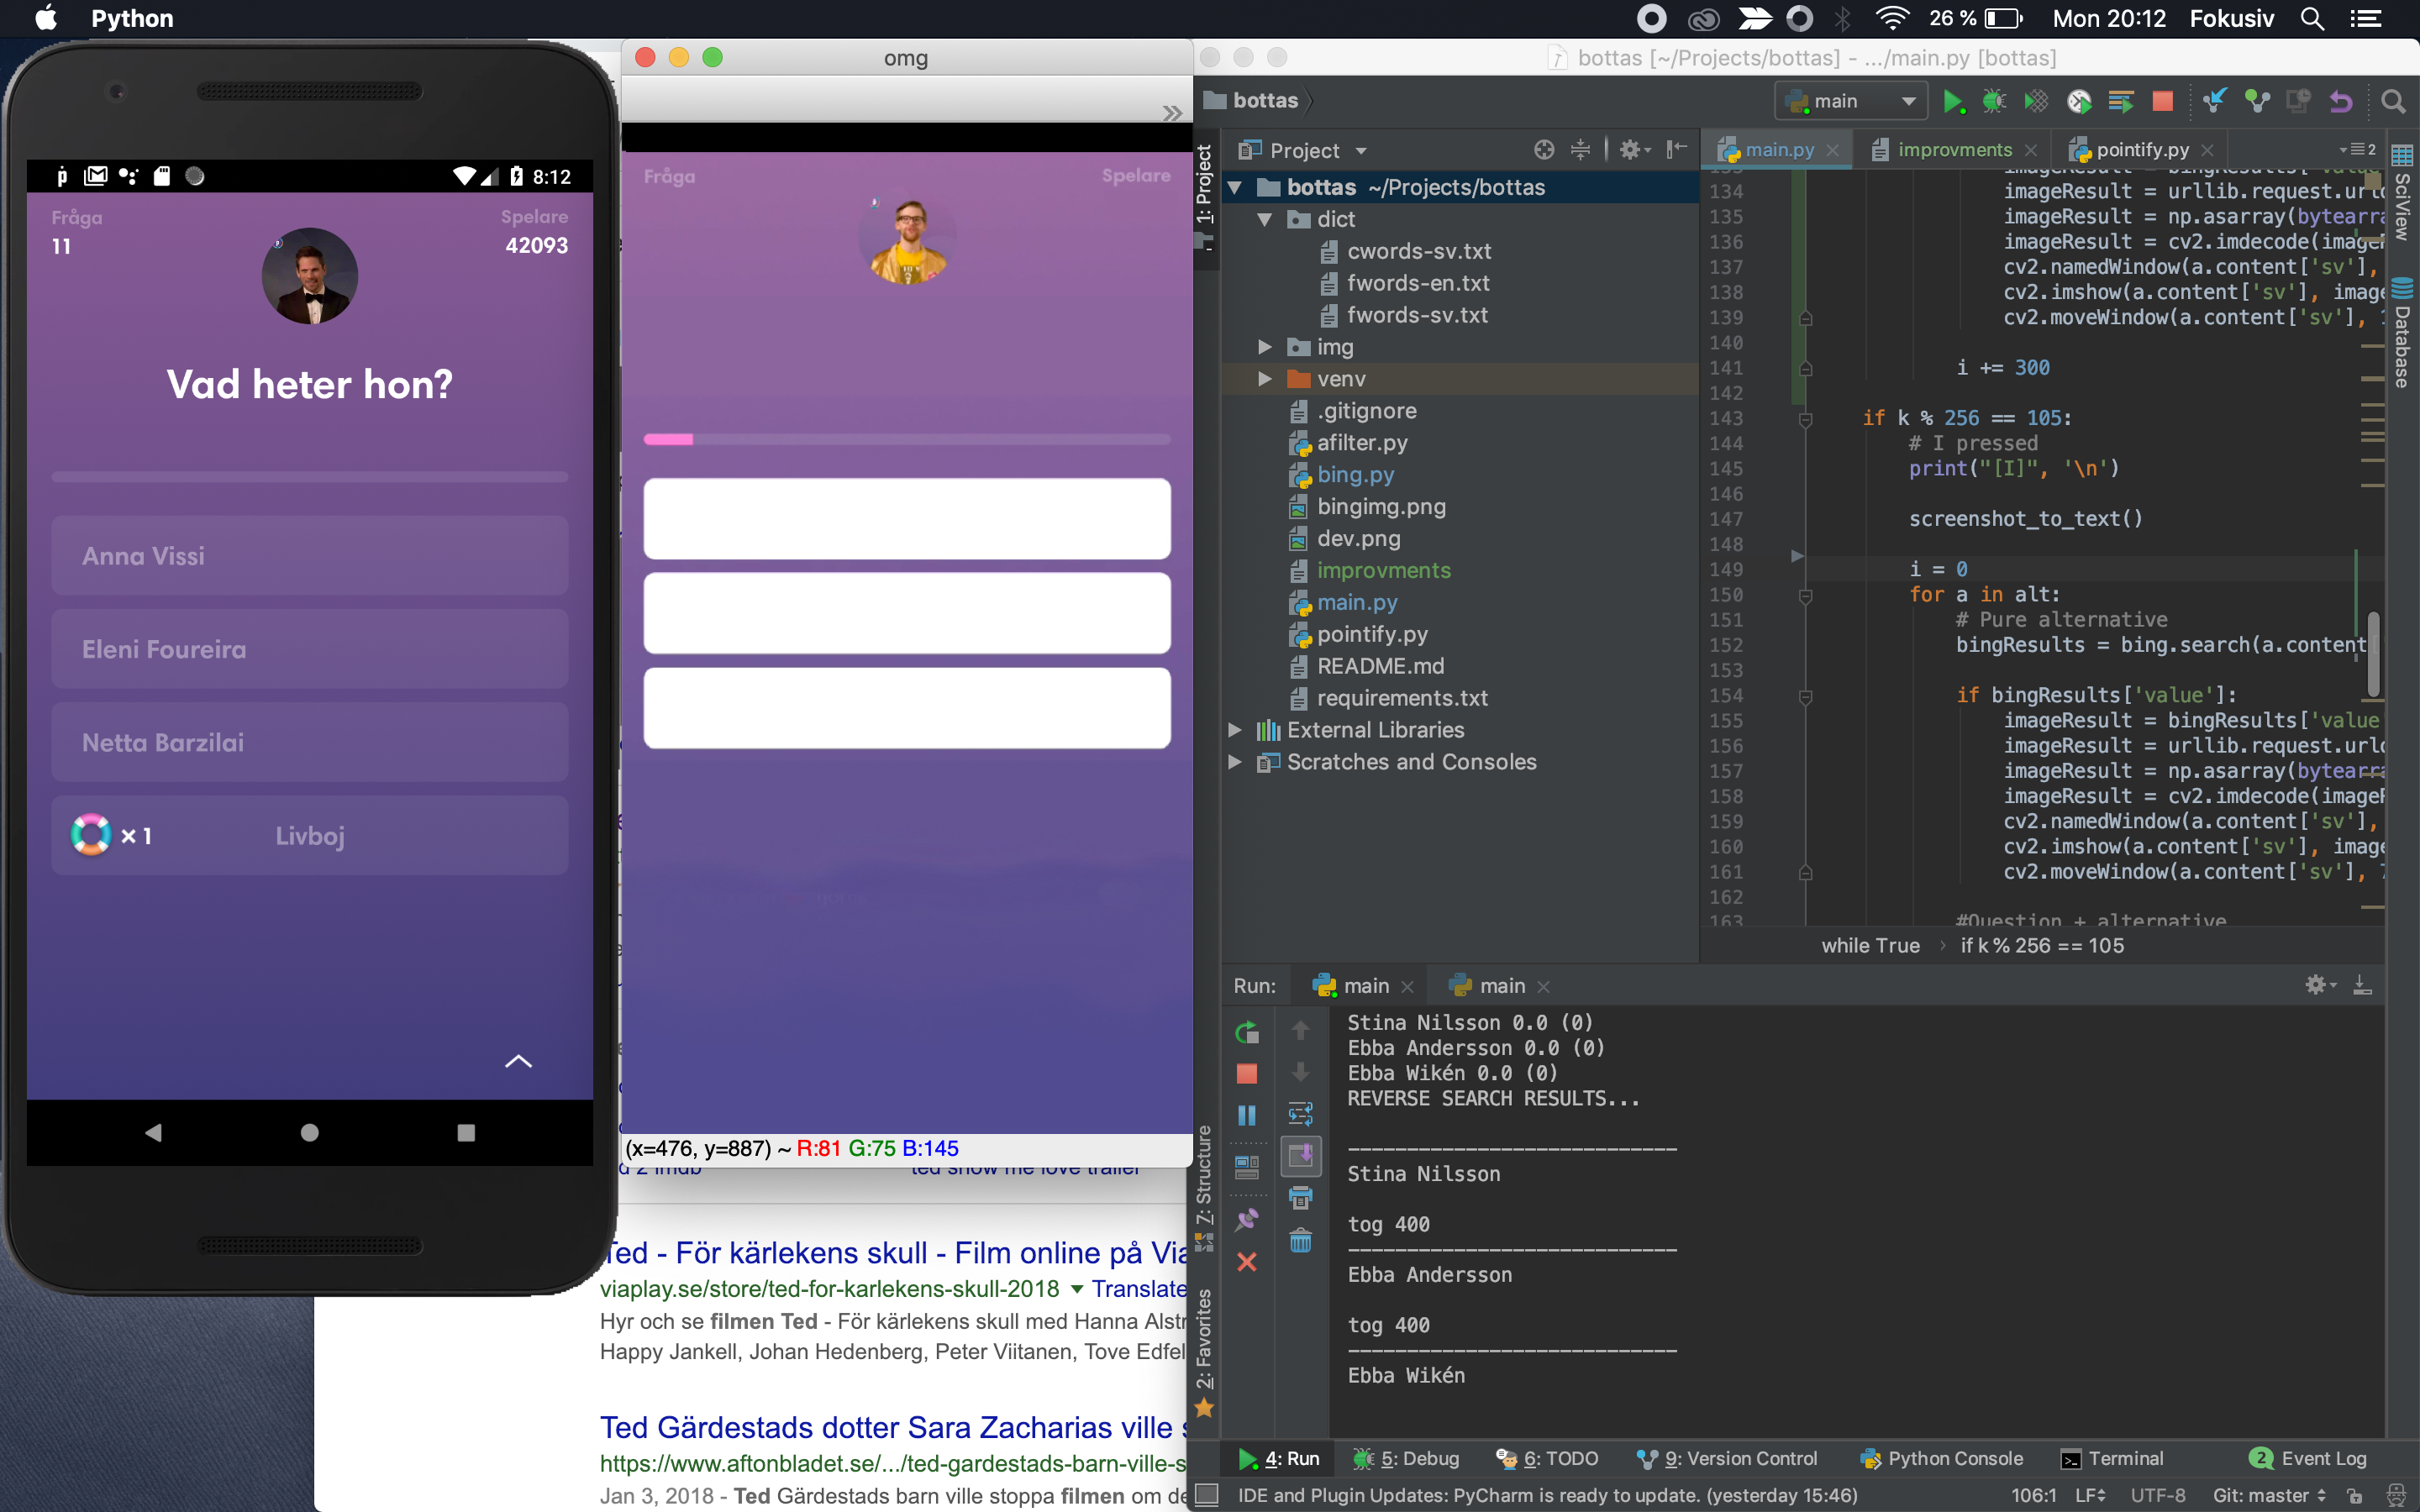 Python
26 %
Mon 20:12
Fokusiv
8:12
Fråga
Spelare
11
42093
Vad heter hon?
Anna Vissi
Eleni Foureira
Netta Barzilai
× 1
Livboj
omg
Fråga
Spelare
(x=476, y=887) ~ R:81 G:75 B:145
ted show me love trailer
Ted - För kärlekens skull - Film online på
viaplay.se/store/ted-for-karlekens-skull-2018 ▼ Translate
Hyr och se filmen Ted - För kärlekens skull med Hanna
Happy Jankell, Johan Hedenberg, Peter Viitanen, Tove
Ted Gärdestads dotter Sara Zacharias ville
https://www.aftonbladet.se/.../ted-gardestads-barn-ville-s
Jan 3, 2018 - Ted Gärdestads barn ville stoppa filmen om
bottas [~/Projects/bottas] - .../main.py [bottas]
bottas
main
1: Project
Project
main.py
improvments
pointify.py
2
bottas ~/Projects/bottas
dict
cwords-sv.txt
fwords-en.txt
fwords-sv.txt
img
venv
.gitignore
afilter.py
bing.py
bingimg.png
dev.png
improvments
main.py
pointify.py
README.md
requirements.txt
External Libraries
Scratches and Consoles
134 imageResult = urllib.request.urlo
135 imageResult = np.asarray(bytearra
136 imageResult = cv2.imdecode(image
137 cv2.namedWindow(a.content['sv'],
138 cv2.imshow(a.content['sv'], image
139 cv2.moveWindow(a.content['sv'],
140
141 i += 300
142
143 if k % 256 == 105:
144 # I pressed
145 print("[I]", '\n')
146
147 screenshot_to_text()
148
149 i = 0
150 for a in alt:
151 # Pure alternative
152 bingResults = bing.search(a.content
153
154 if bingResults['value']:
155 imageResult = bingResults['value
156 imageResult = urllib.request.urlo
157 imageResult = np.asarray(bytearra
158 imageResult = cv2.imdecode(imageR
159 cv2.namedWindow(a.content['sv'],
160 cv2.imshow(a.content['sv'], image
161 cv2.moveWindow(a.content['sv'],
162
163 #Question + alternative
while True › if k % 256 == 105
SciView
Database
Run:
main
main
Stina Nilsson 0.0 (0)
Ebba Andersson 0.0 (0)
Ebba Wikén 0.0 (0)
REVERSE SEARCH RESULTS...
----------------------------
Stina Nilsson
tog 400
----------------------------
Ebba Andersson
tog 400
----------------------------
Ebba Wikén
7: Structure
2: Favorites
4: Run
5: Debug
6: TODO
9: Version Control
Python Console
Terminal
2 Event Log
IDE and Plugin Updates: PyCharm is ready to update. (yesterday 15:46)
106:1
LF
UTF-8
Git: master